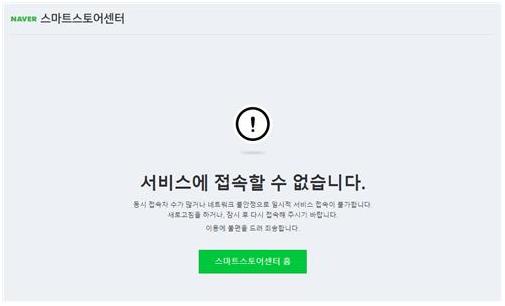 NAVER 스마트스토어센터
서비스에 접속할 수 없습니다.
동시 접속자 수가 많거나 네트워크 불안정으로 일시적 서비스 접속이 불가합니다.
새로고침을 하거나, 잠시 후 다시 접속해 주시기 바랍니다.
이용에 불편을 드려 죄송합니다.
스마트스토어센터 홈